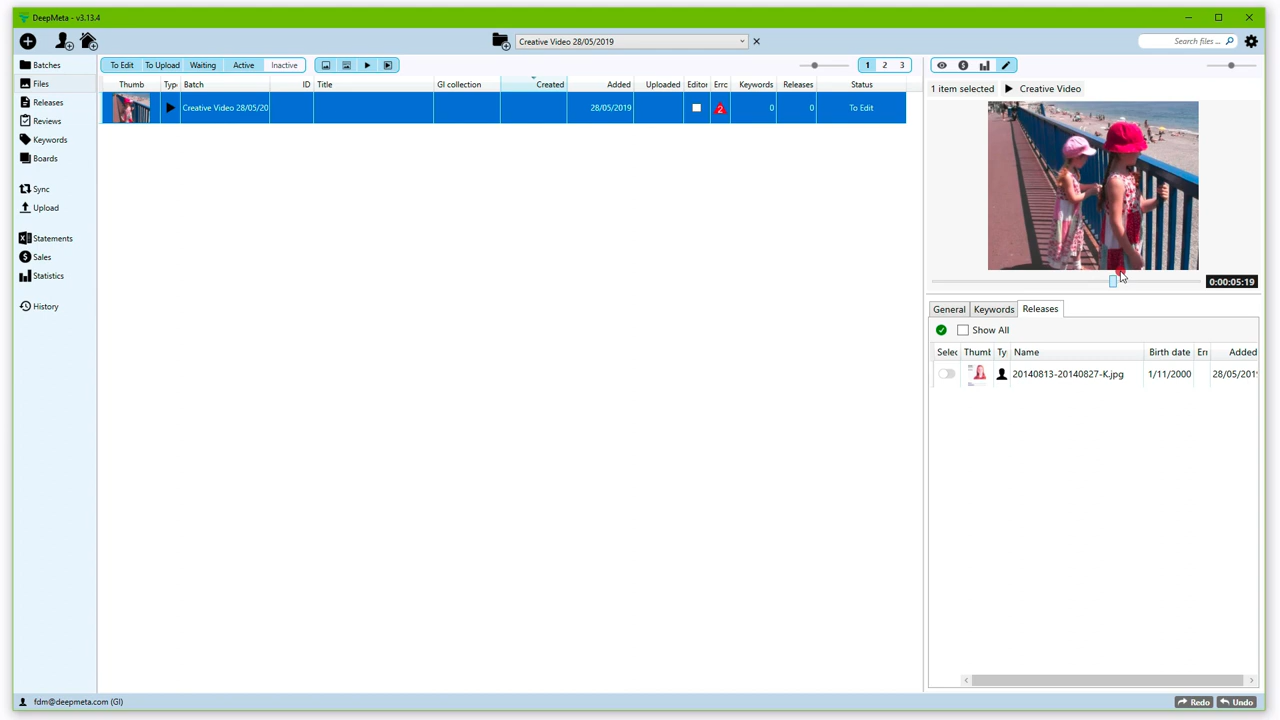 DeepMeta - v3.13.4
Creative Video 28/05/2019
Search files ...
Batches
Files
Releases
Reviews
Keywords
Boards
Sync
Upload
Statements
Sales
Statistics
History
To Edit To Upload Waiting Active Inactive
1 2 3
Thumb Typ Batch ID Title GI collection Created Added Uploaded Editor Errc Keywords Releases Status
Creative Video 28/05/20 28/05/2019 2 0 0 To Edit
1 item selected Creative Video
0:00:05:19
General Keywords Releases
Show All
Selec Thumb Ty Name Birth date Err Added
20140813-20140827-K.jpg 1/11/2000 28/05/201
fdm@deepmeta.com (GI)
Redo Undo